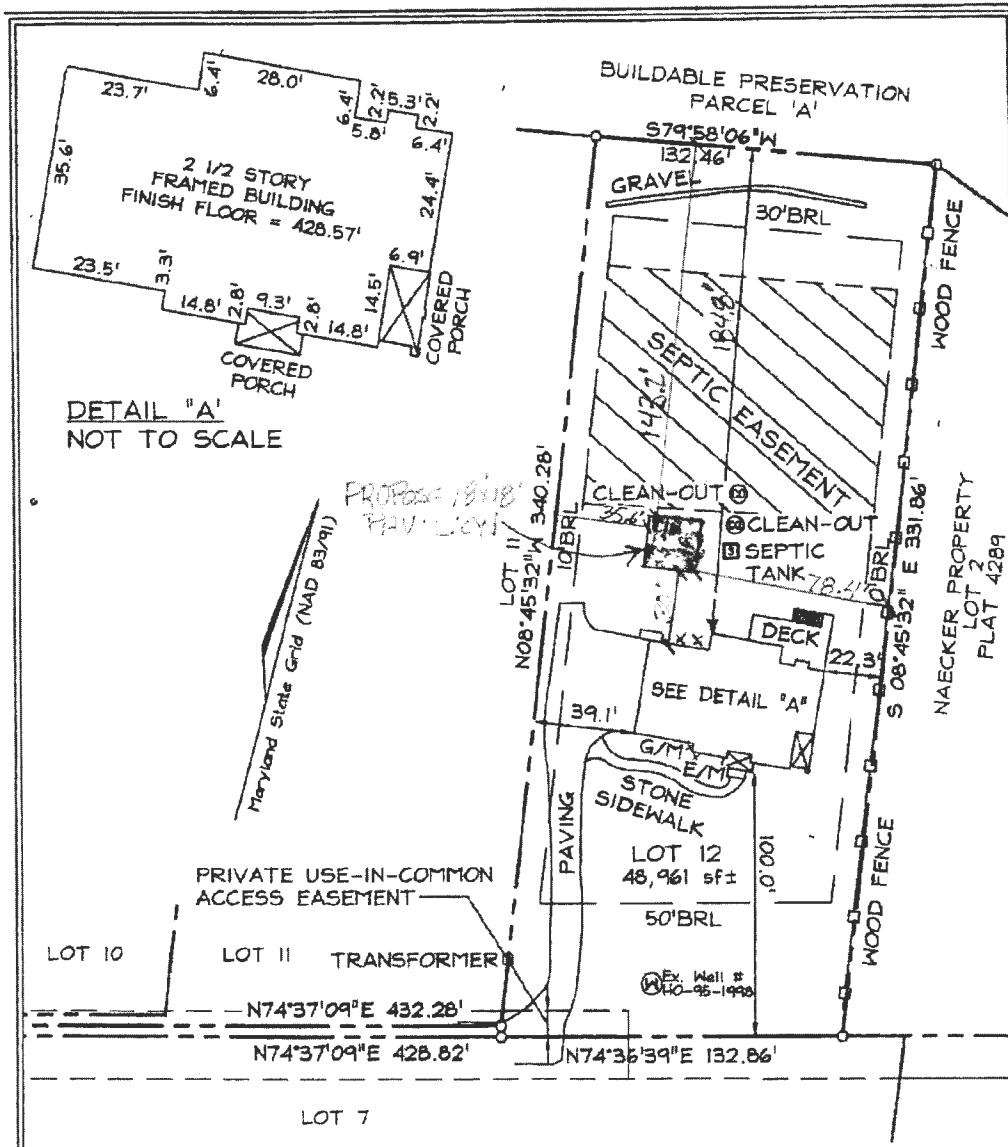 23.7'
6.4'
28.0'
6.4'
5.8'
2.2'
5.3'
2.2'
6.4'
35.6'
2 1/2 STORY
FRAMED BUILDING
FINISH FLOOR = 428.57'
24.4'
23.5'
3.3'
14.8'
2.8'
9.3'
2.8'
14.8'
14.5'
6.9'
COVERED
PORCH
COVERED
PORCH
DETAIL "A'
NOT TO SCALE
BUILDABLE PRESERVATION
PARCEL 'A'
S79°58'06"W
132.46'
GRAVEL
30'BRL
WOOD FENCE
SEPTIC EASEMENT
184.8'
143.2'
PROPOSE 18X18'
PAVILION
CLEAN-OUT
CLEAN-OUT
SEPTIC
TANK
LOT 11
N08°45'32"W 340.28'
10'BRL
0'BRL
S 08°45'32" E 331.86'
NAECKER PROPERTY
LOT 2
PLAT 4289
Maryland State Grid (NAD 83/91)
X X
DECK
22.3'
SEE DETAIL "A"
39.1'
G/M
E/M
STONE
SIDEWALK
PAVING
LOT 12
48,961 sf±
100.0'
50'BRL
WOOD FENCE
PRIVATE USE-IN-COMMON
ACCESS EASEMENT
LOT 10
LOT 11
TRANSFORMER
W
Ex. Well #
HO-95-1998
N74°37'09"E 432.28'
N74°37'09"E 428.82'
N74°36'39"E 132.86'
LOT 7